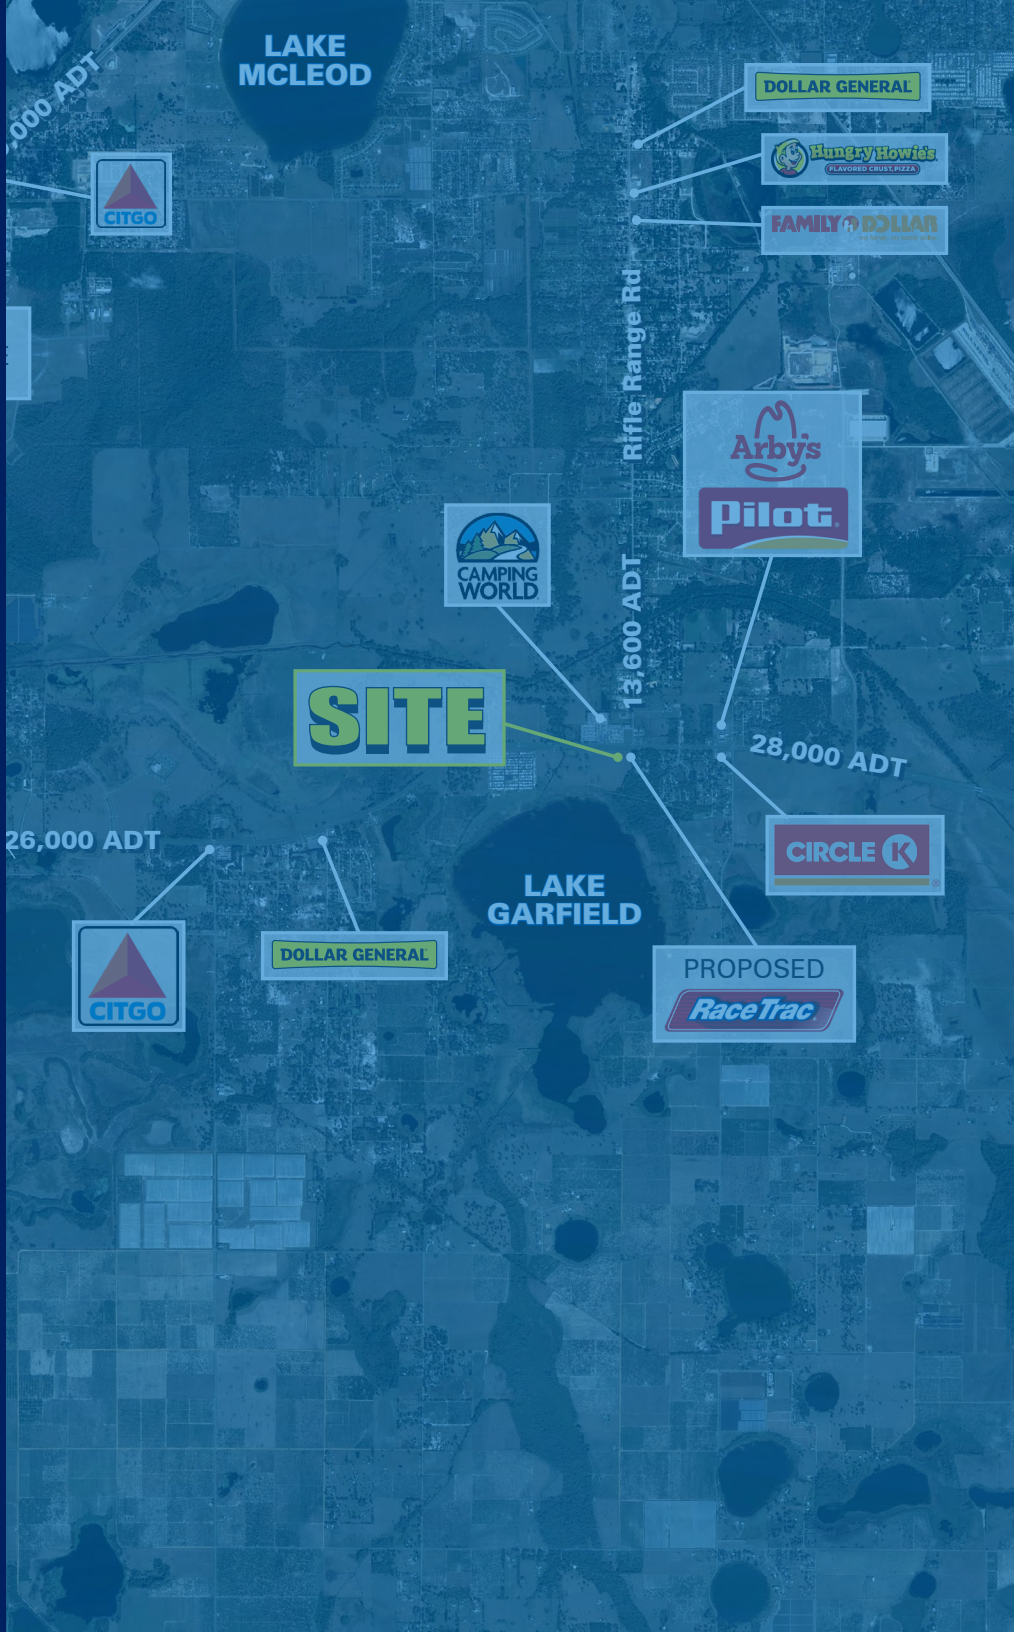 LAKE
MCLEOD
,000 ADT
CITGO
DOLLAR GENERAL
Hungry Howie's
FLAVORED CRUST PIZZA
FAMILY DOLLAR
Rifle Range Rd
Arby's
Pilot
CAMPING
WORLD
13,600 ADT
SITE
28,000 ADT
26,000 ADT
CIRCLE K
LAKE
GARFIELD
CITGO
DOLLAR GENERAL
PROPOSED
RaceTrac